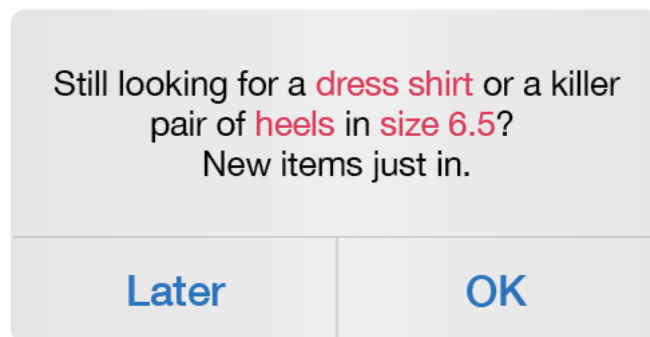 Still looking for a dress shirt or a killer
pair of heels in size 6.5?
New items just in.
Later
OK